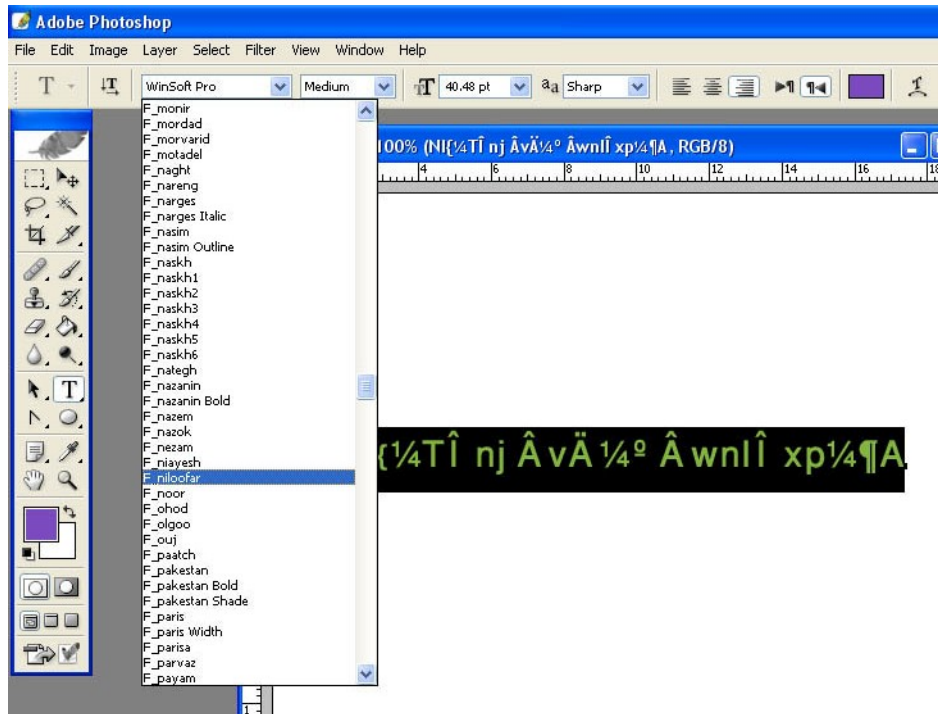 Adobe Photoshop
File Edit Image Layer Select Filter View Window Help
T T WinSoft Pro Medium T 40.48 pt aa Sharp
F_monir
F_mordad
F_morvarid
F_motadel
F_naght
F_nareng
F_narges
F_narges Italic
F_nasim
F_nasim Outline
F_naskh
F_naskh1
F_naskh2
F_naskh3
F_naskh4
F_naskh5
F_naskh6
F_nategh
F_nazanin
F_nazanin Bold
F_nazem
F_nazok
F_nezam
F_niayesh
F_niloofar
F_noor
F_ohod
F_olgoo
F_ouj
F_paatch
F_pakestan
F_pakestan Bold
F_pakestan Shade
F_paris
F_paris Width
F_parisa
F_parvaz
F_payam
100% (NI{¼TÎ nj ÂvÄ¼º ÂwnlÎ xp¼¶A, RGB/8)
4 6 8 10 12 14 16 18
{¼TÎ nj ÂvÄ¼º ÂwnlÎ xp¼¶A
T
1